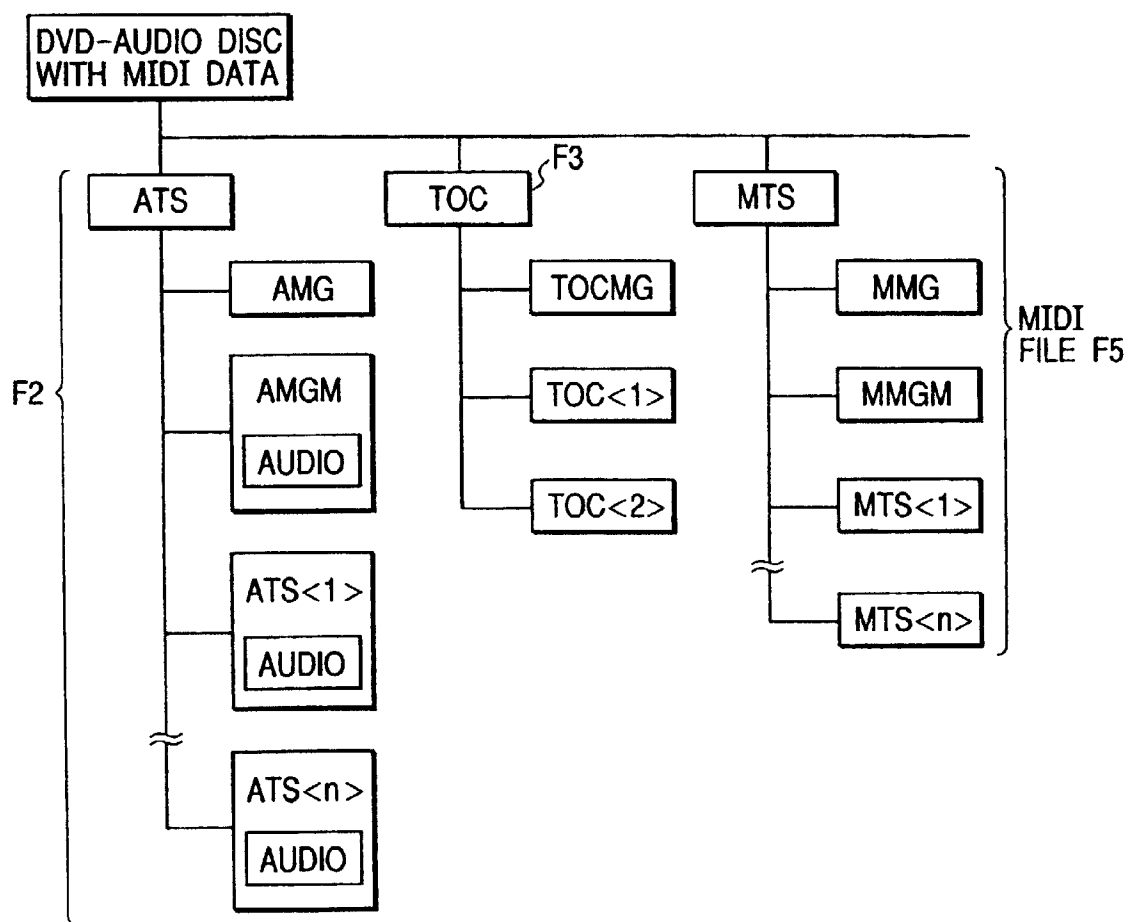 DVD-AUDIO DISC
WITH MIDI DATA
F3
ATS
TOC
MTS
AMG
TOCMG
MMG
MIDI
FILE F5
F2
AMGM
AUDIO
TOC<1>
MMGM
TOC<2>
MTS<1>
ATS<1>
AUDIO
MTS<n>
ATS<n>
AUDIO